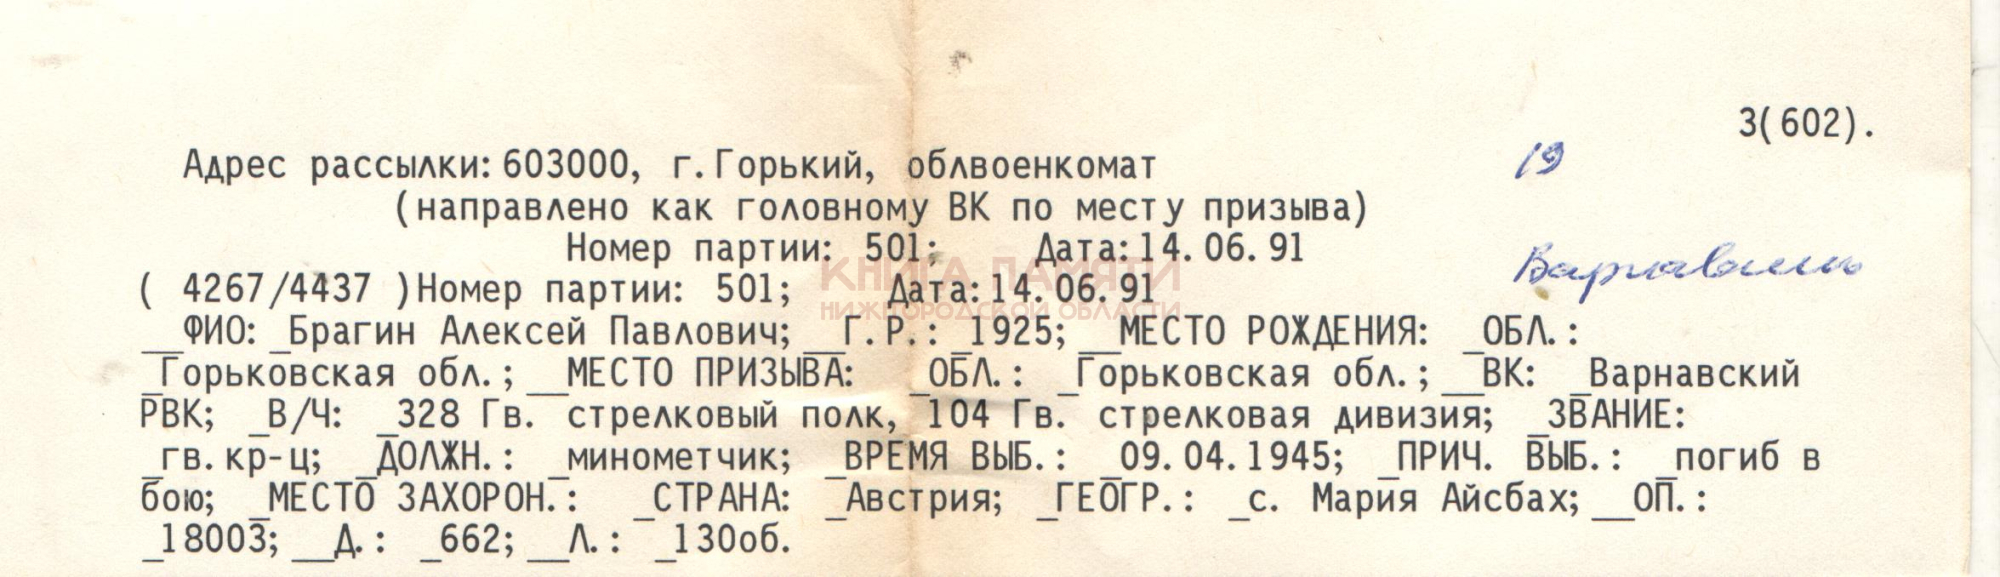 3(602).
Адрес рассылки: 603000, г.Горький, облвоенкомат
19
(направлено как головному ВК по месту призыва)
Номер партии: 501; Дата:14.06.91
( 4267/4437 )Номер партии: 501; Дата:14.06.91
КНИГА ПАМЯТИ
НИЖГОРОДСКОЙ ОБЛАСТИ
__ФИО: _Брагин Алексей Павлович; __Г.Р.: _1925; __МЕСТО РОЖДЕНИЯ: _ОБЛ.:
_Горьковская обл.; __МЕСТО ПРИЗЫВА: _ОБЛ.: _Горьковская обл.; __ВК: _Варнавский
РВК; _В/Ч: _328 Гв. стрелковый полк, 104 Гв. стрелковая дивизия; _ЗВАНИЕ:
_гв.кр-ц; _ДОЛЖН.: _минометчик; _ВРЕМЯ ВЫБ.: _09.04.1945; _ПРИЧ. ВЫБ.: _погиб в
бою; _МЕСТО ЗАХОРОН.: _СТРАНА: _Австрия; _ГЕОГР.: _с. Мария Айсбах; __ОП.:
_18003; __Д.: _662; __Л.: _130об.